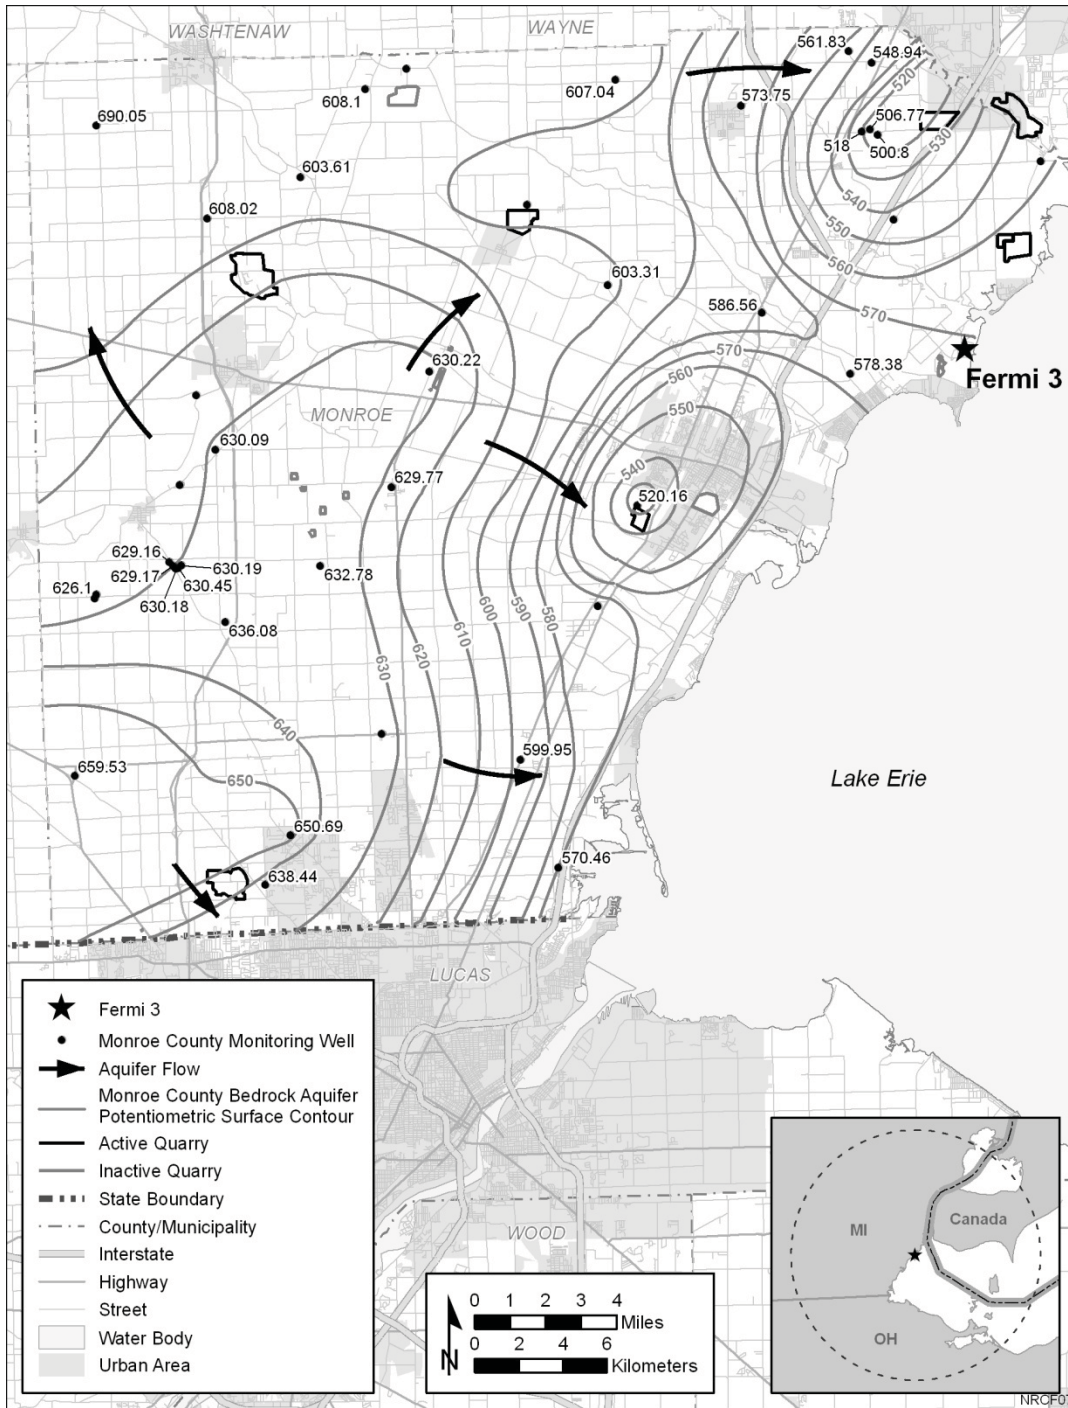 WASHTENAW
WAYNE
561.83
548.94
520
608.1
607.04
573.75
690.05
506.77
518
500.8
530
603.61
540
608.02
550
560
603.31
586.56
570
570
578.38
Fermi 3
560
630.22
550
MONROE
630.09
540
629.77
520.16
629.16
630.19
629.17
630.45
632.78
626.1
630.18
636.08
600
590
580
610
620
630
640
599.95
659.53
650
Lake Erie
650.69
570.46
638.44
LUCAS
WOOD
Fermi 3
Monroe County Monitoring Well
Aquifer Flow
Monroe County Bedrock Aquifer
Potentiometric Surface Contour
Active Quarry
Inactive Quarry
State Boundary
County/Municipality
Interstate
Highway
Street
Water Body
Urban Area
0 1 2 3 4
Miles
0 2 4 6
Kilometers
N
MI
Canada
OH
NRCF07